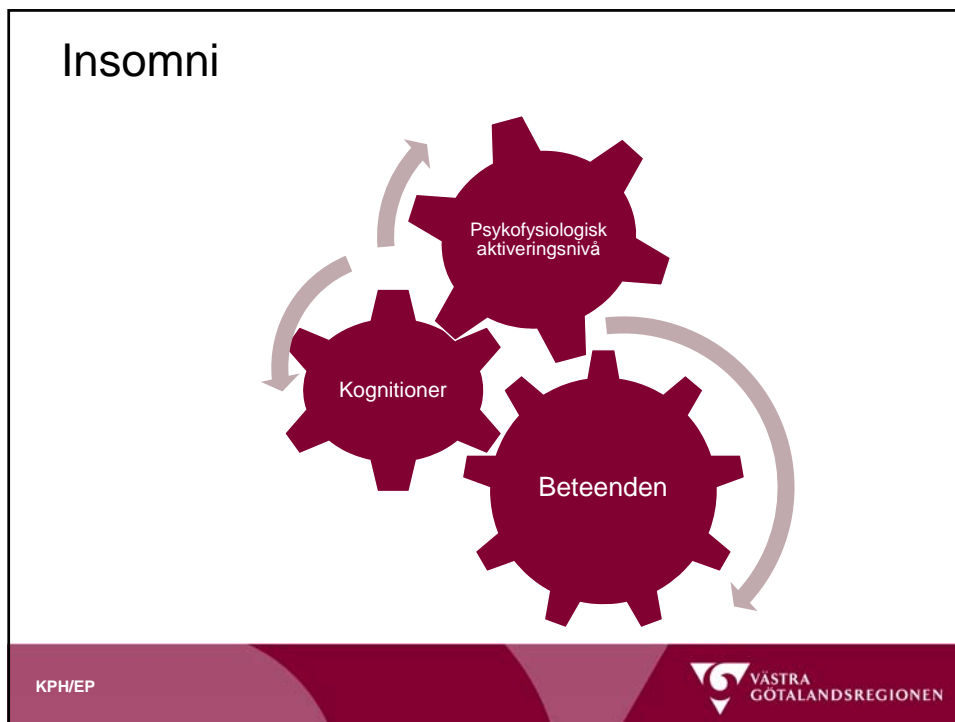 Insomni
Psykofysiologisk
aktiveringsnivå
Kognitioner
Beteenden
KPH/EP
VÄSTRA
GÖTALANDSREGIONEN